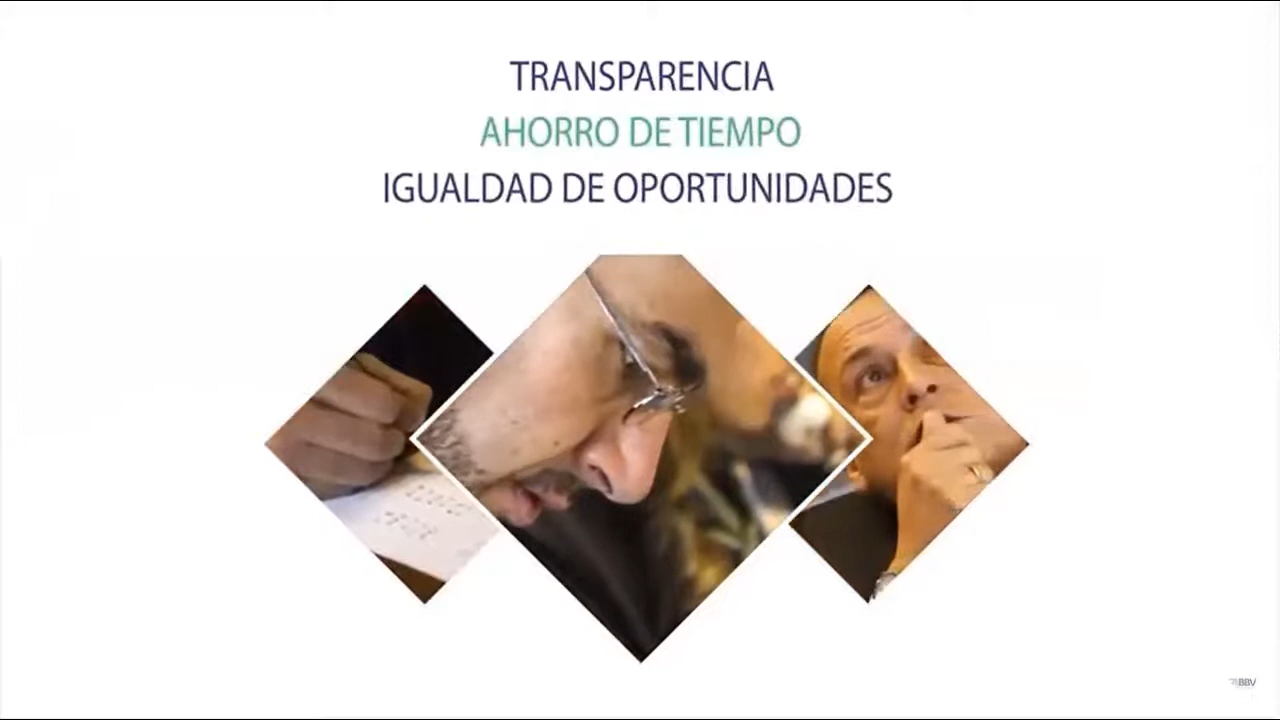 TRANSPARENCIA
AHORRO DE TIEMPO
IGUALDAD DE OPORTUNIDADES
BBV